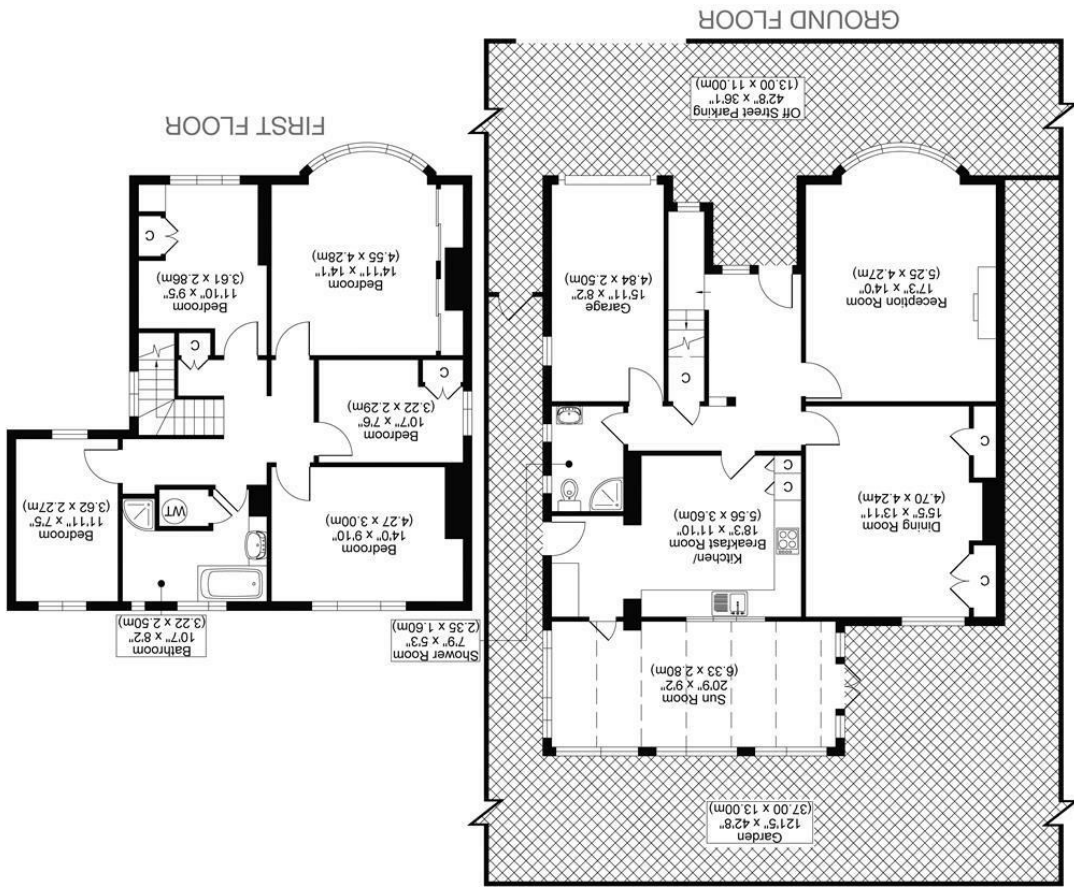 Garden
121'5" x 42'8"
(37.00 x 13.00m)
Sun Room
20'9" x 9'2"
(6.33 x 2.80m)
C
Dining Room
15'5" x 13'11"
(4.70 x 4.24m)
C
Kitchen/
Breakfast Room
18'3" x 11'10"
(5.56 x 3.60m)
C
C
Shower Room
7'9" x 5'3"
(2.35 x 1.60m)
C
Reception Room
17'3" x 14'0"
(5.25 x 4.27m)
Garage
15'11" x 8'2"
(4.84 x 2.50m)
Off Street Parking
42'8" x 36'1"
(13.00 x 11.00m)
GROUND FLOOR
Bathroom
10'7" x 8'2"
(3.22 x 2.50m)
Bedroom
14'0" x 9'10"
(4.27 x 3.00m)
WT
Bedroom
11'11" x 7'5"
(3.62 x 2.27m)
Bedroom
10'7" x 7'6"
(3.22 x 2.29m)
C
C
Bedroom
14'11" x 14'1"
(4.55 x 4.28m)
Bedroom
11'10" x 9'5"
(3.61 x 2.86m)
C
FIRST FLOOR